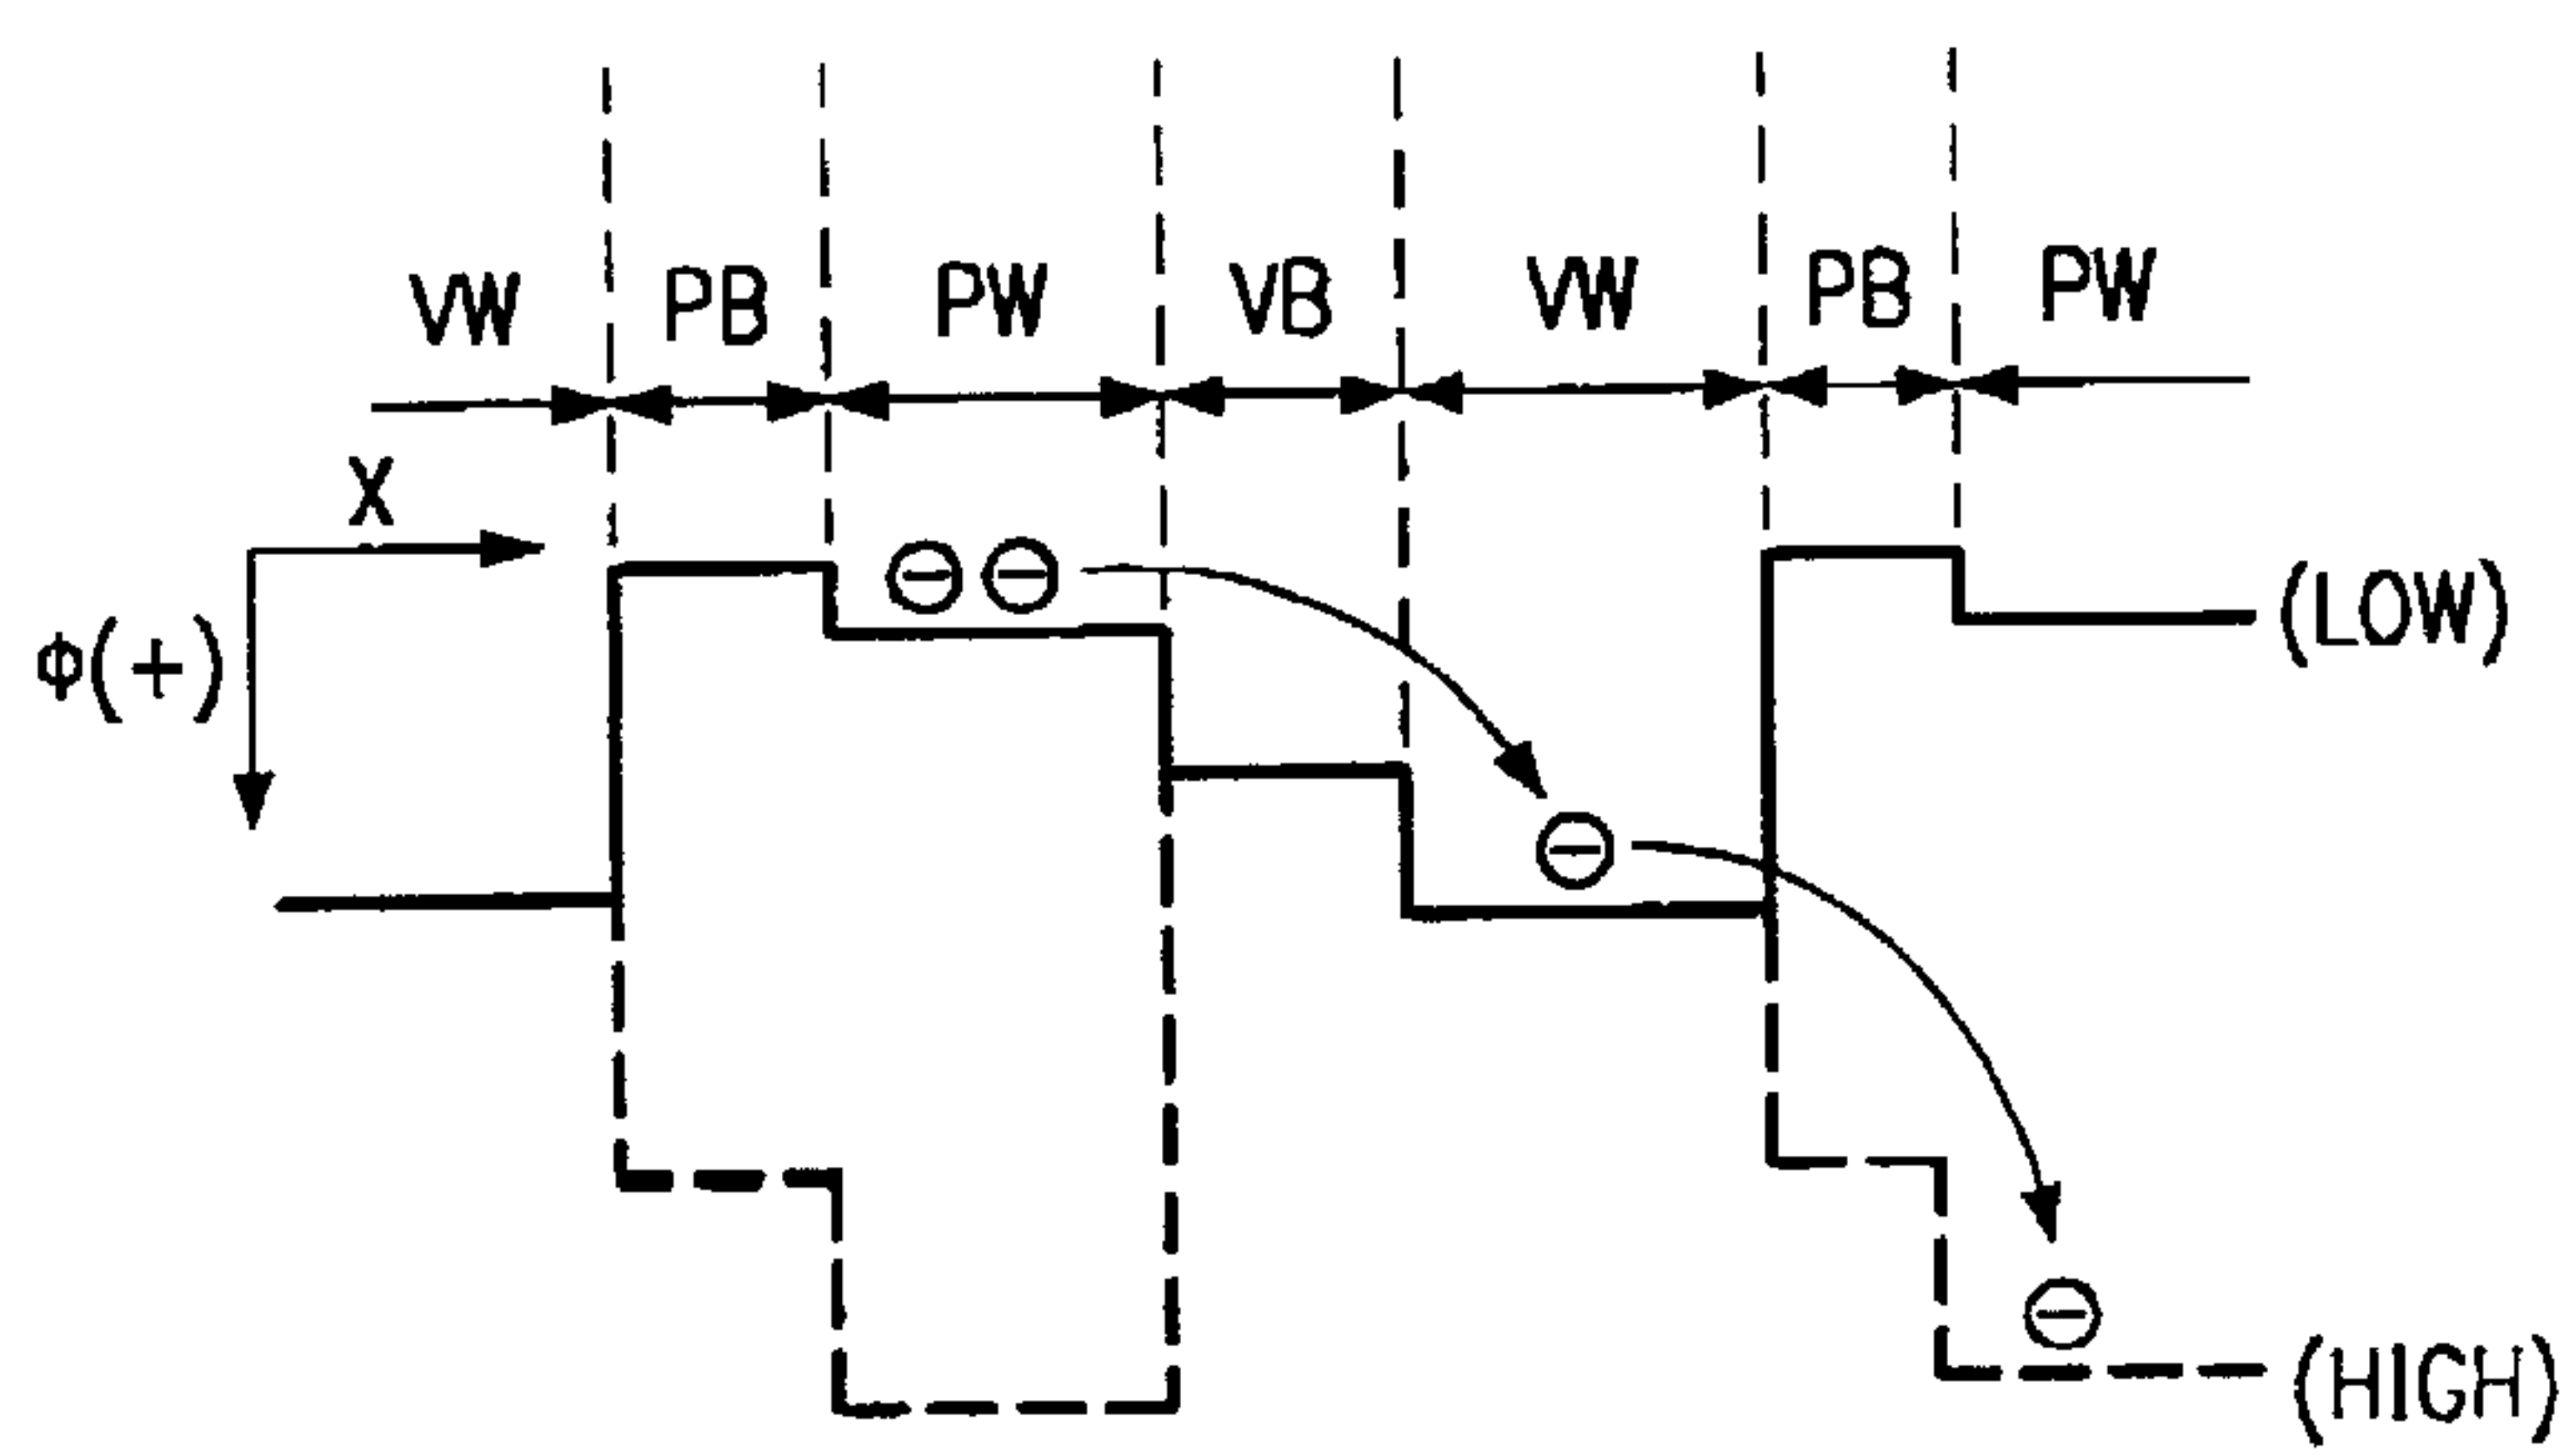 VW PB PW VB VW PB PW
X
ϕ(+)
(LOW)
(HIGH)